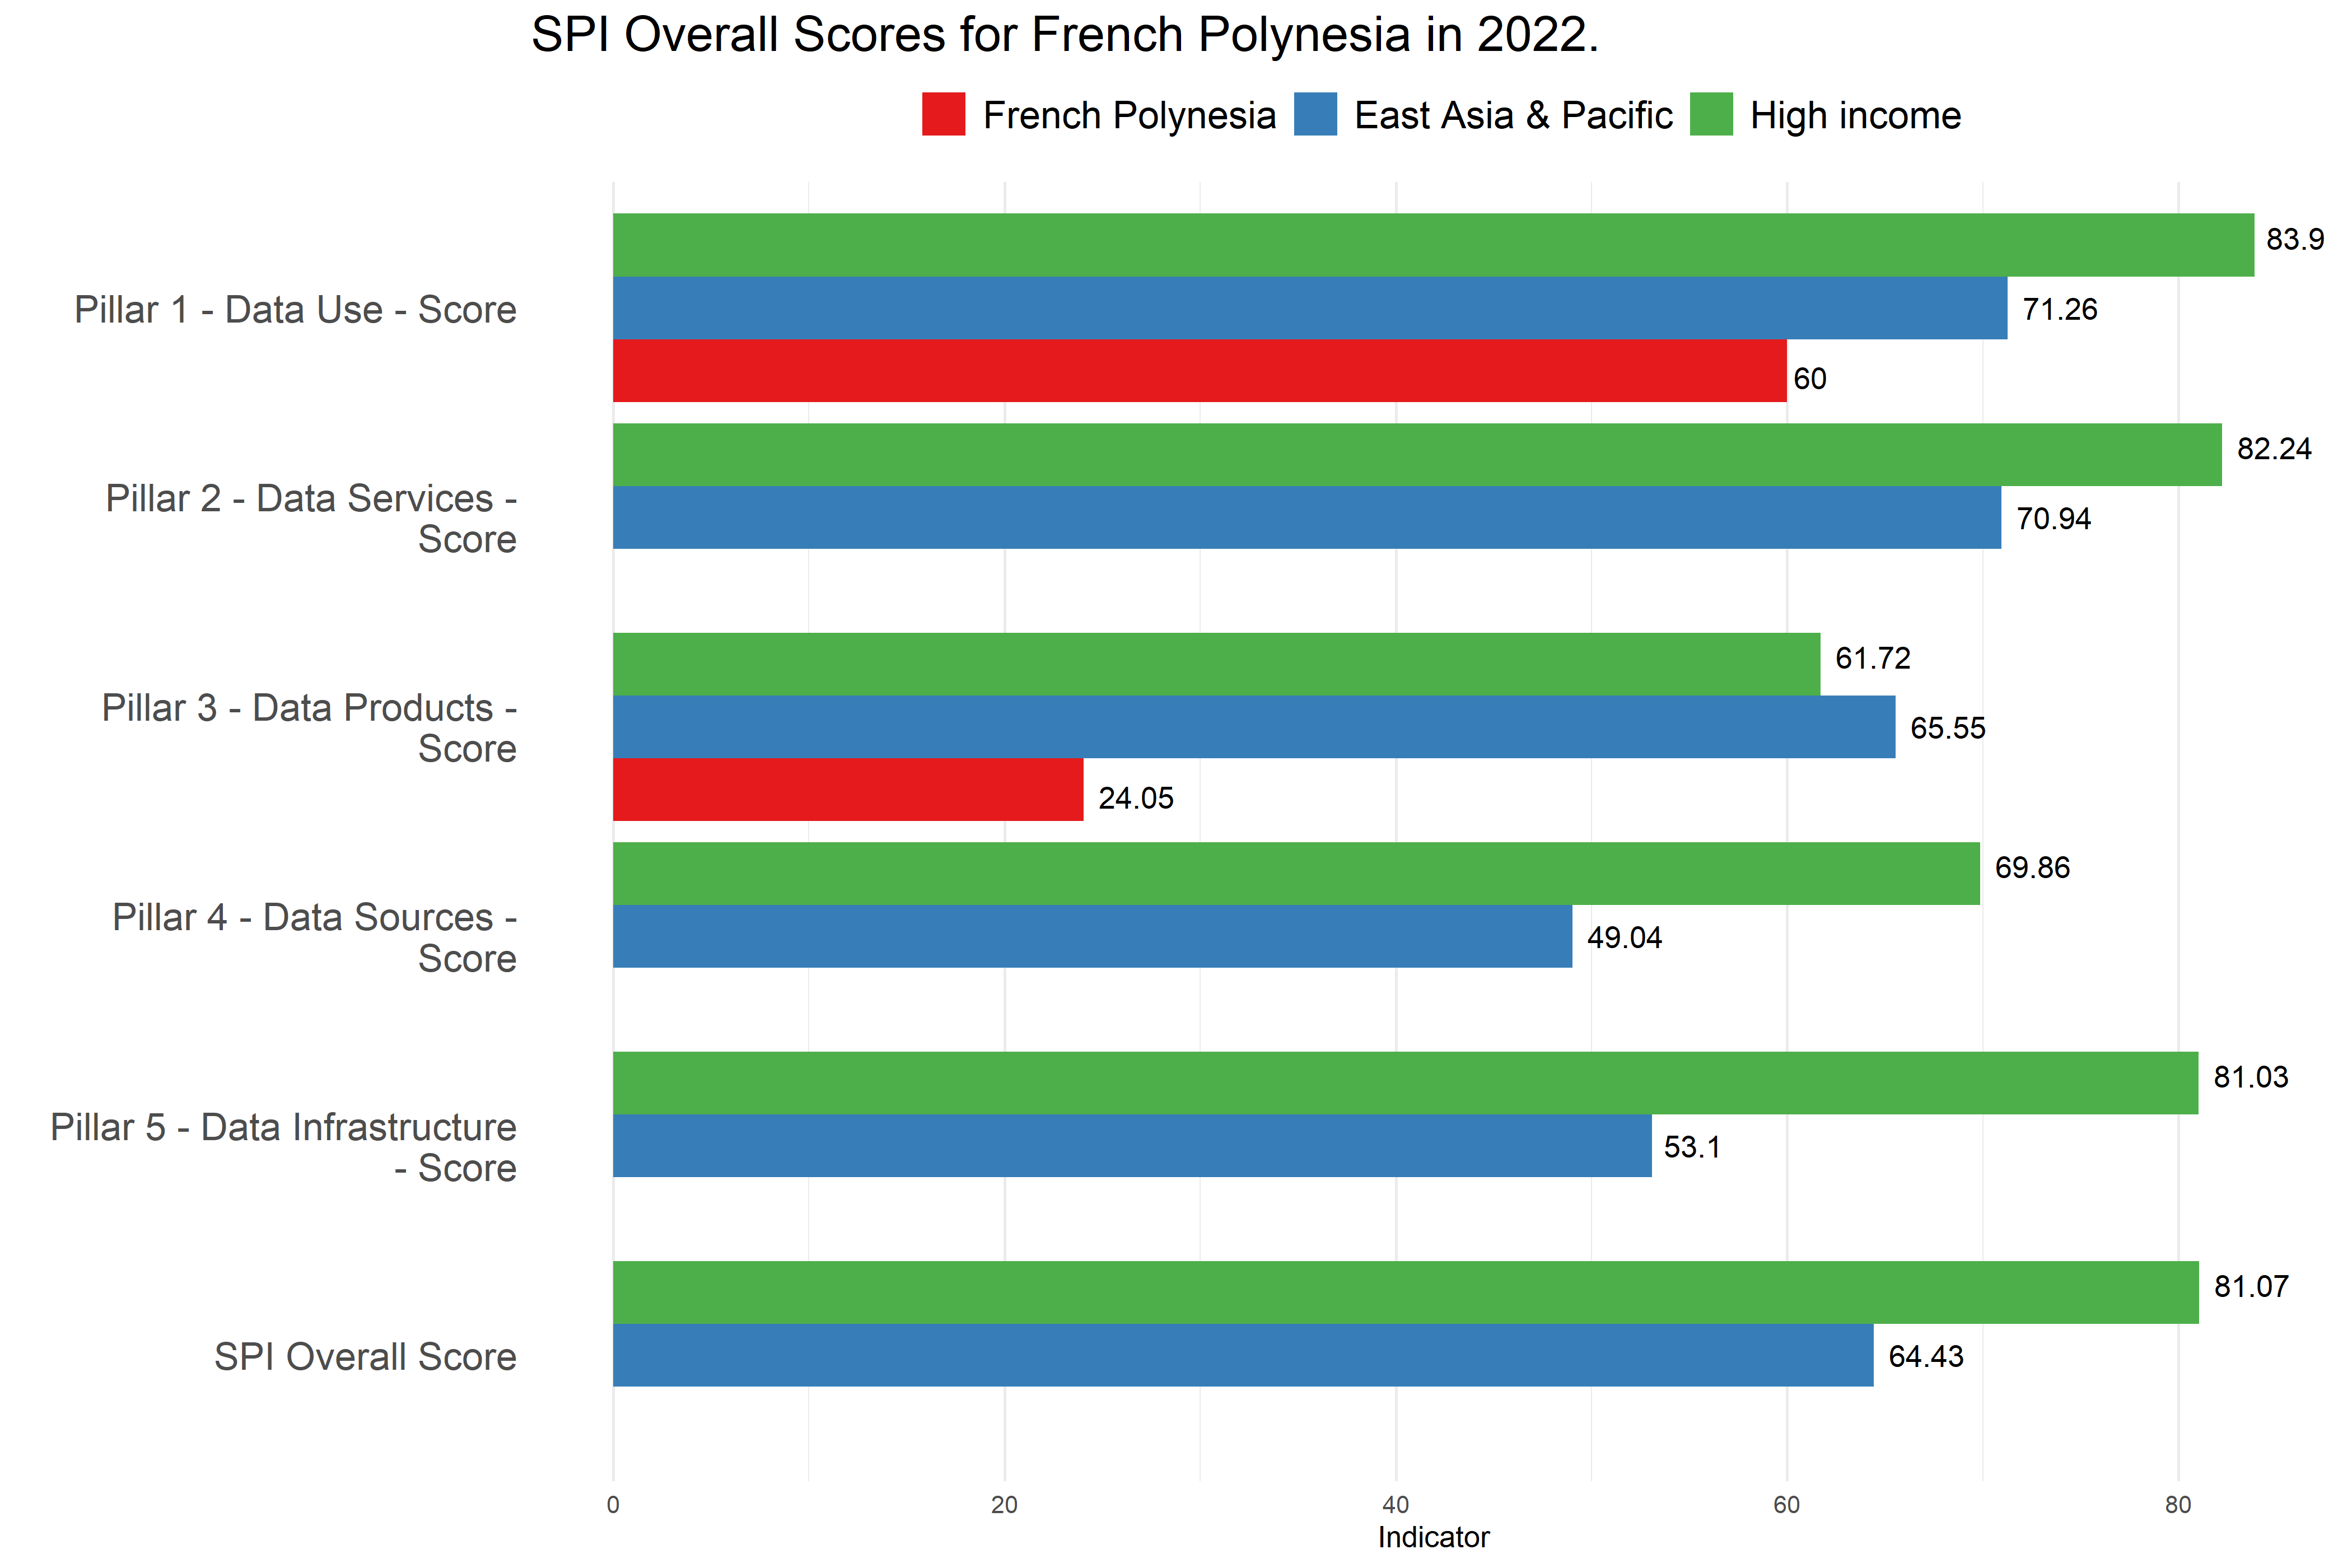 SPI Overall Scores for French Polynesia in 2022.
French Polynesia East Asia & Pacific High income
Pillar 1 - Data Use - Score
83.9
71.26
60
Pillar 2 - Data Services -
Score
82.24
70.94
Pillar 3 - Data Products -
Score
61.72
65.55
24.05
Pillar 4 - Data Sources -
Score
69.86
49.04
Pillar 5 - Data Infrastructure
- Score
81.03
53.1
SPI Overall Score
81.07
64.43
0 20 40 60 80
Indicator